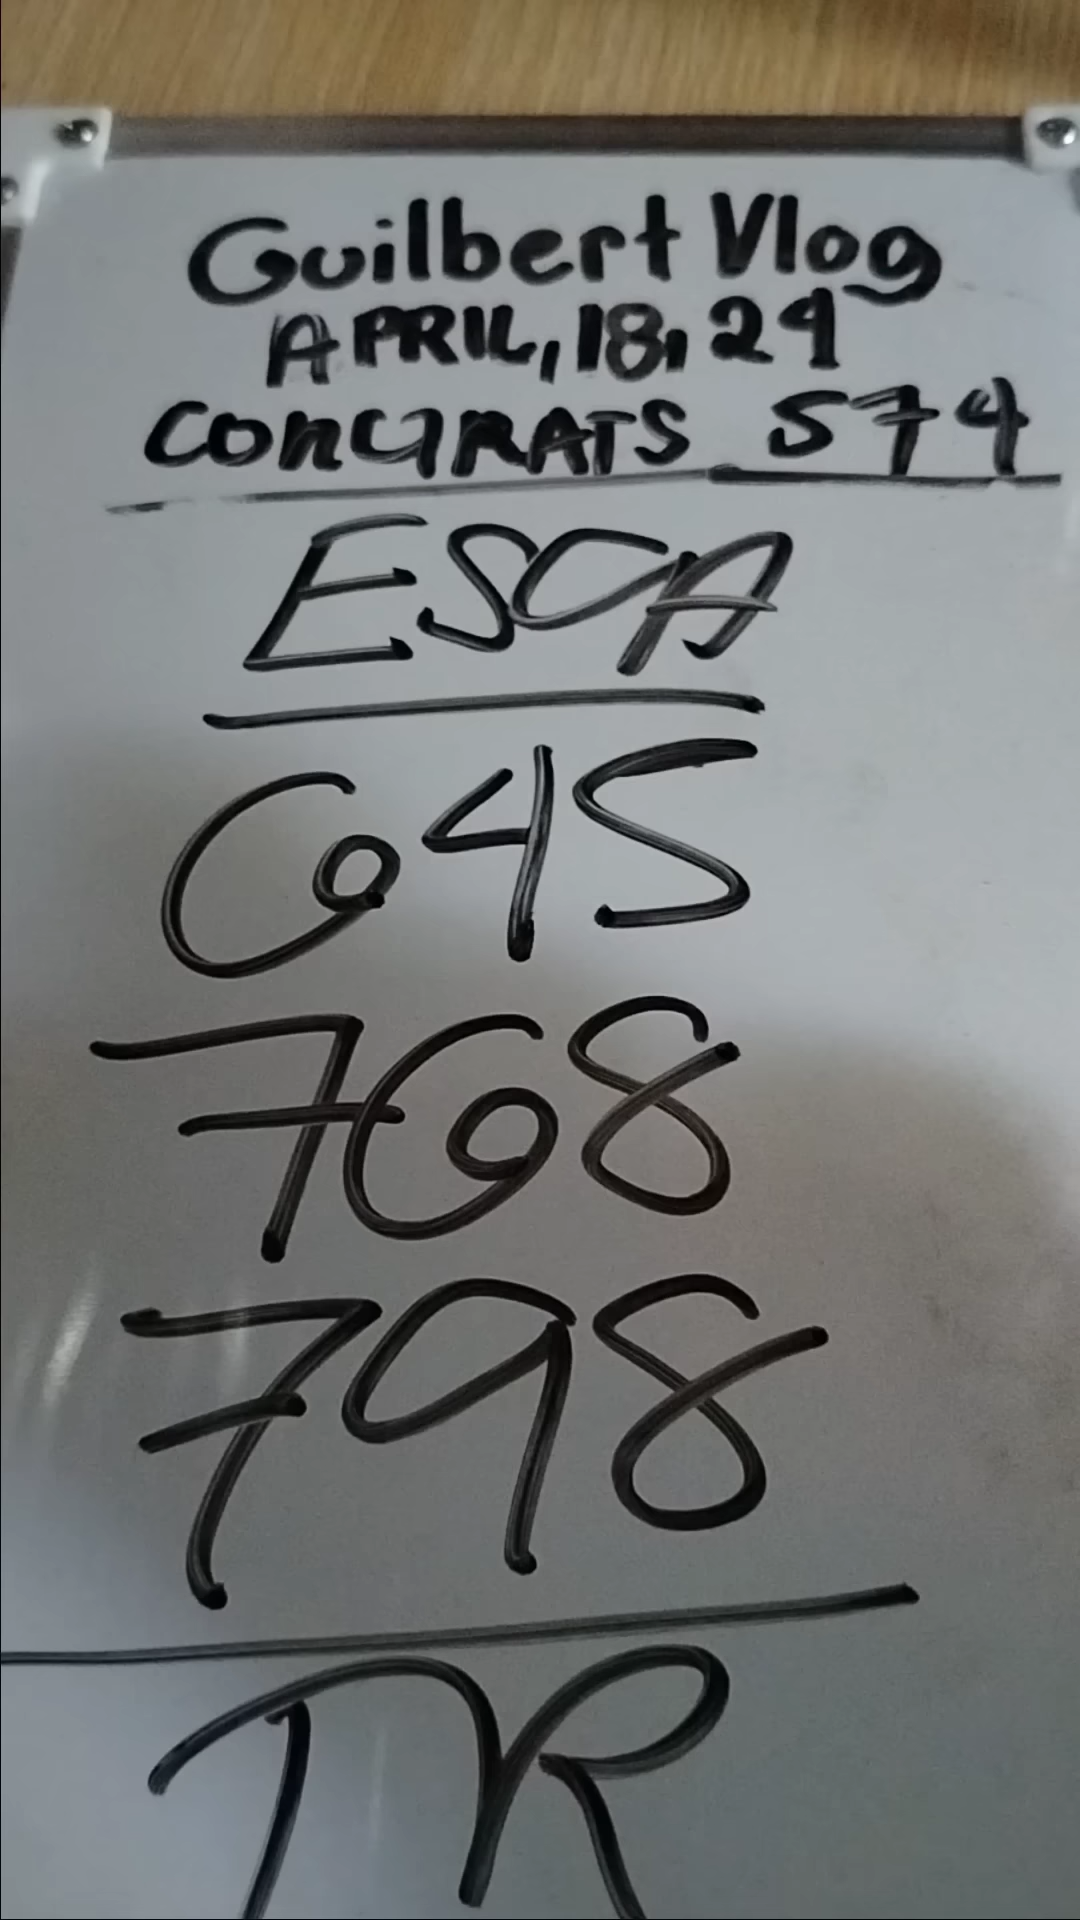 Guilbert Vlog
APRIL, 18, 24
CONGRATS 574
ESCA
645
768
798
TR